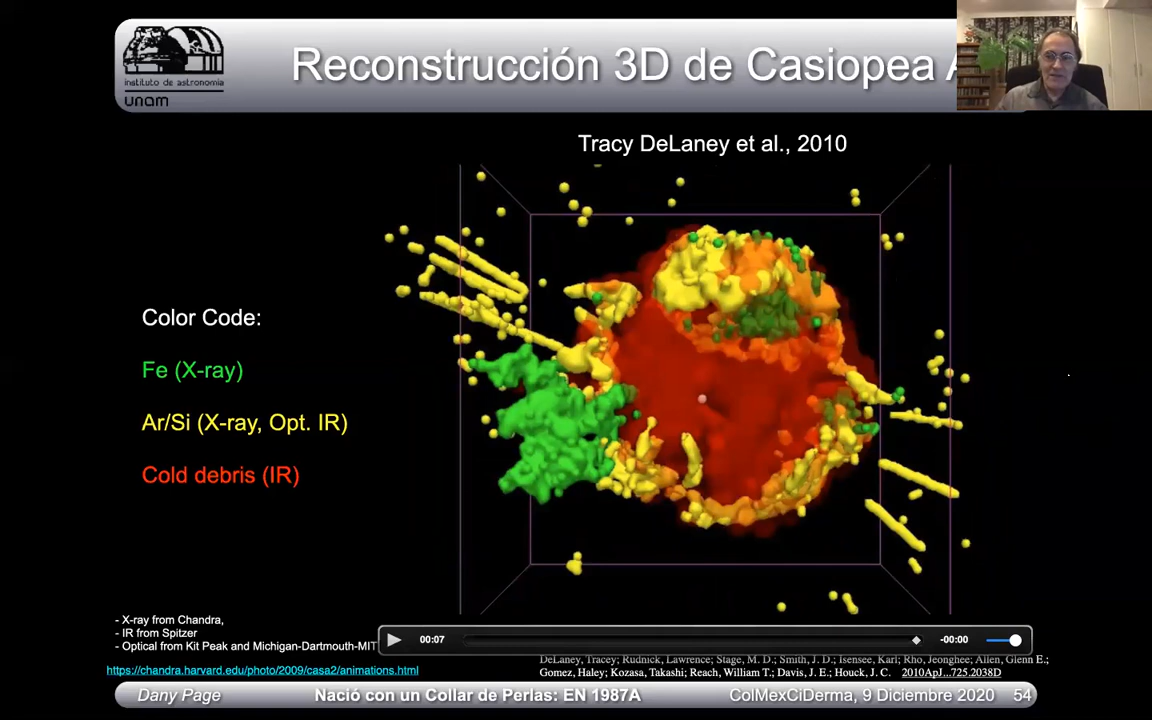 instituto de astronomía
unam
Reconstrucción 3D de Casiopea A
Tracy DeLaney et al., 2010
Color Code:
Fe (X-ray)
Ar/Si (X-ray, Opt. IR)
Cold debris (IR)
- X-ray from Chandra,
- IR from Spitzer
- Optical from Kit Peak and Michigan-Dartmouth-MIT
00:07
-00:00
https://chandra.harvard.edu/photo/2009/casa2/animations.html
DeLaney, Tracey; Rudnick, Lawrence; Stage, M. D.; Smith, J. D.; Isensee, Karl; Rho, Jeonghee; Allen, Glenn E.;
Gomez, Haley; Kozasa, Takashi; Reach, William T.; Davis, J. E.; Houck, J. C. 2010ApJ...725.2038D
Dany Page
Nació con un Collar de Perlas: EN 1987A
ColMexCiDerma, 9 Diciembre 2020
54